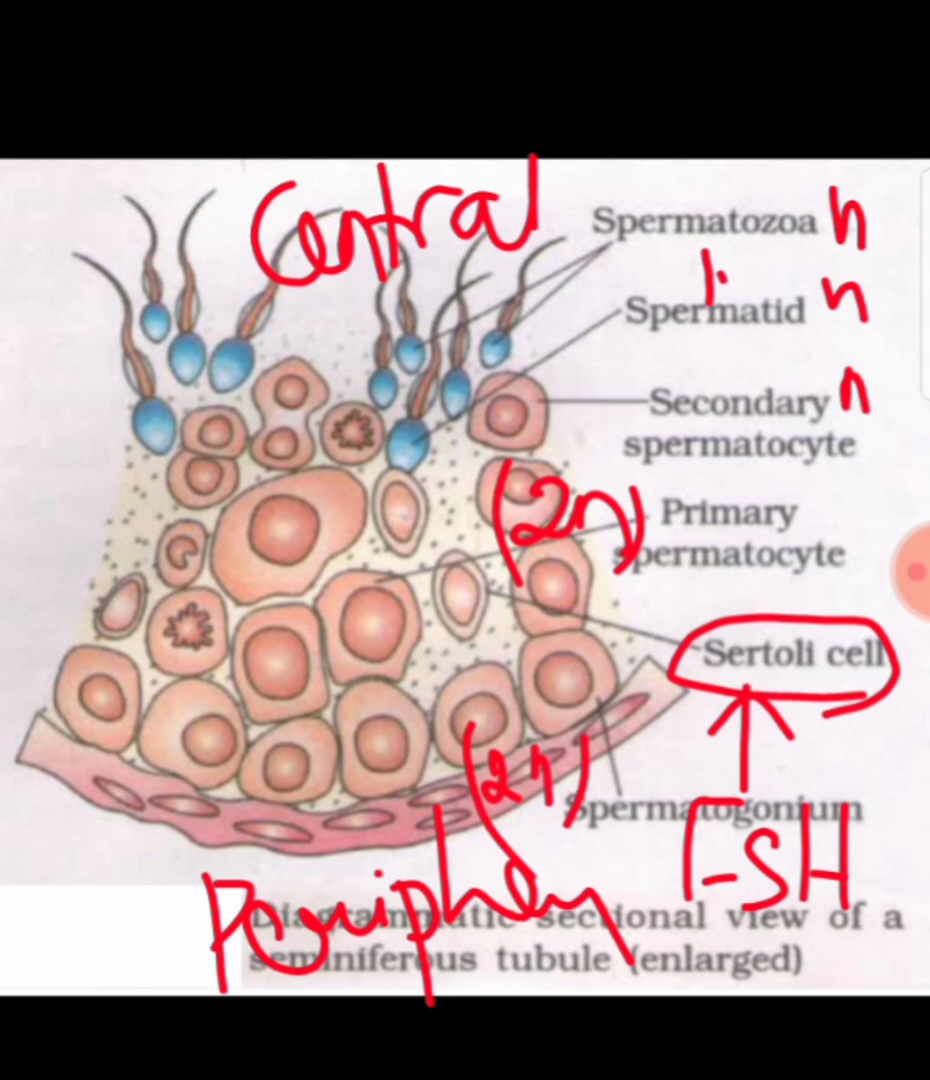 Central
Spermatozoa n
Spermatid n
Secondary n
spermatocyte
(2n) Primary
spermatocyte
Sertoli cell
(2n)
Spermatogonium
FSH
Periphery
Diagrammatic sectional view of a
seminiferous tubule (enlarged)